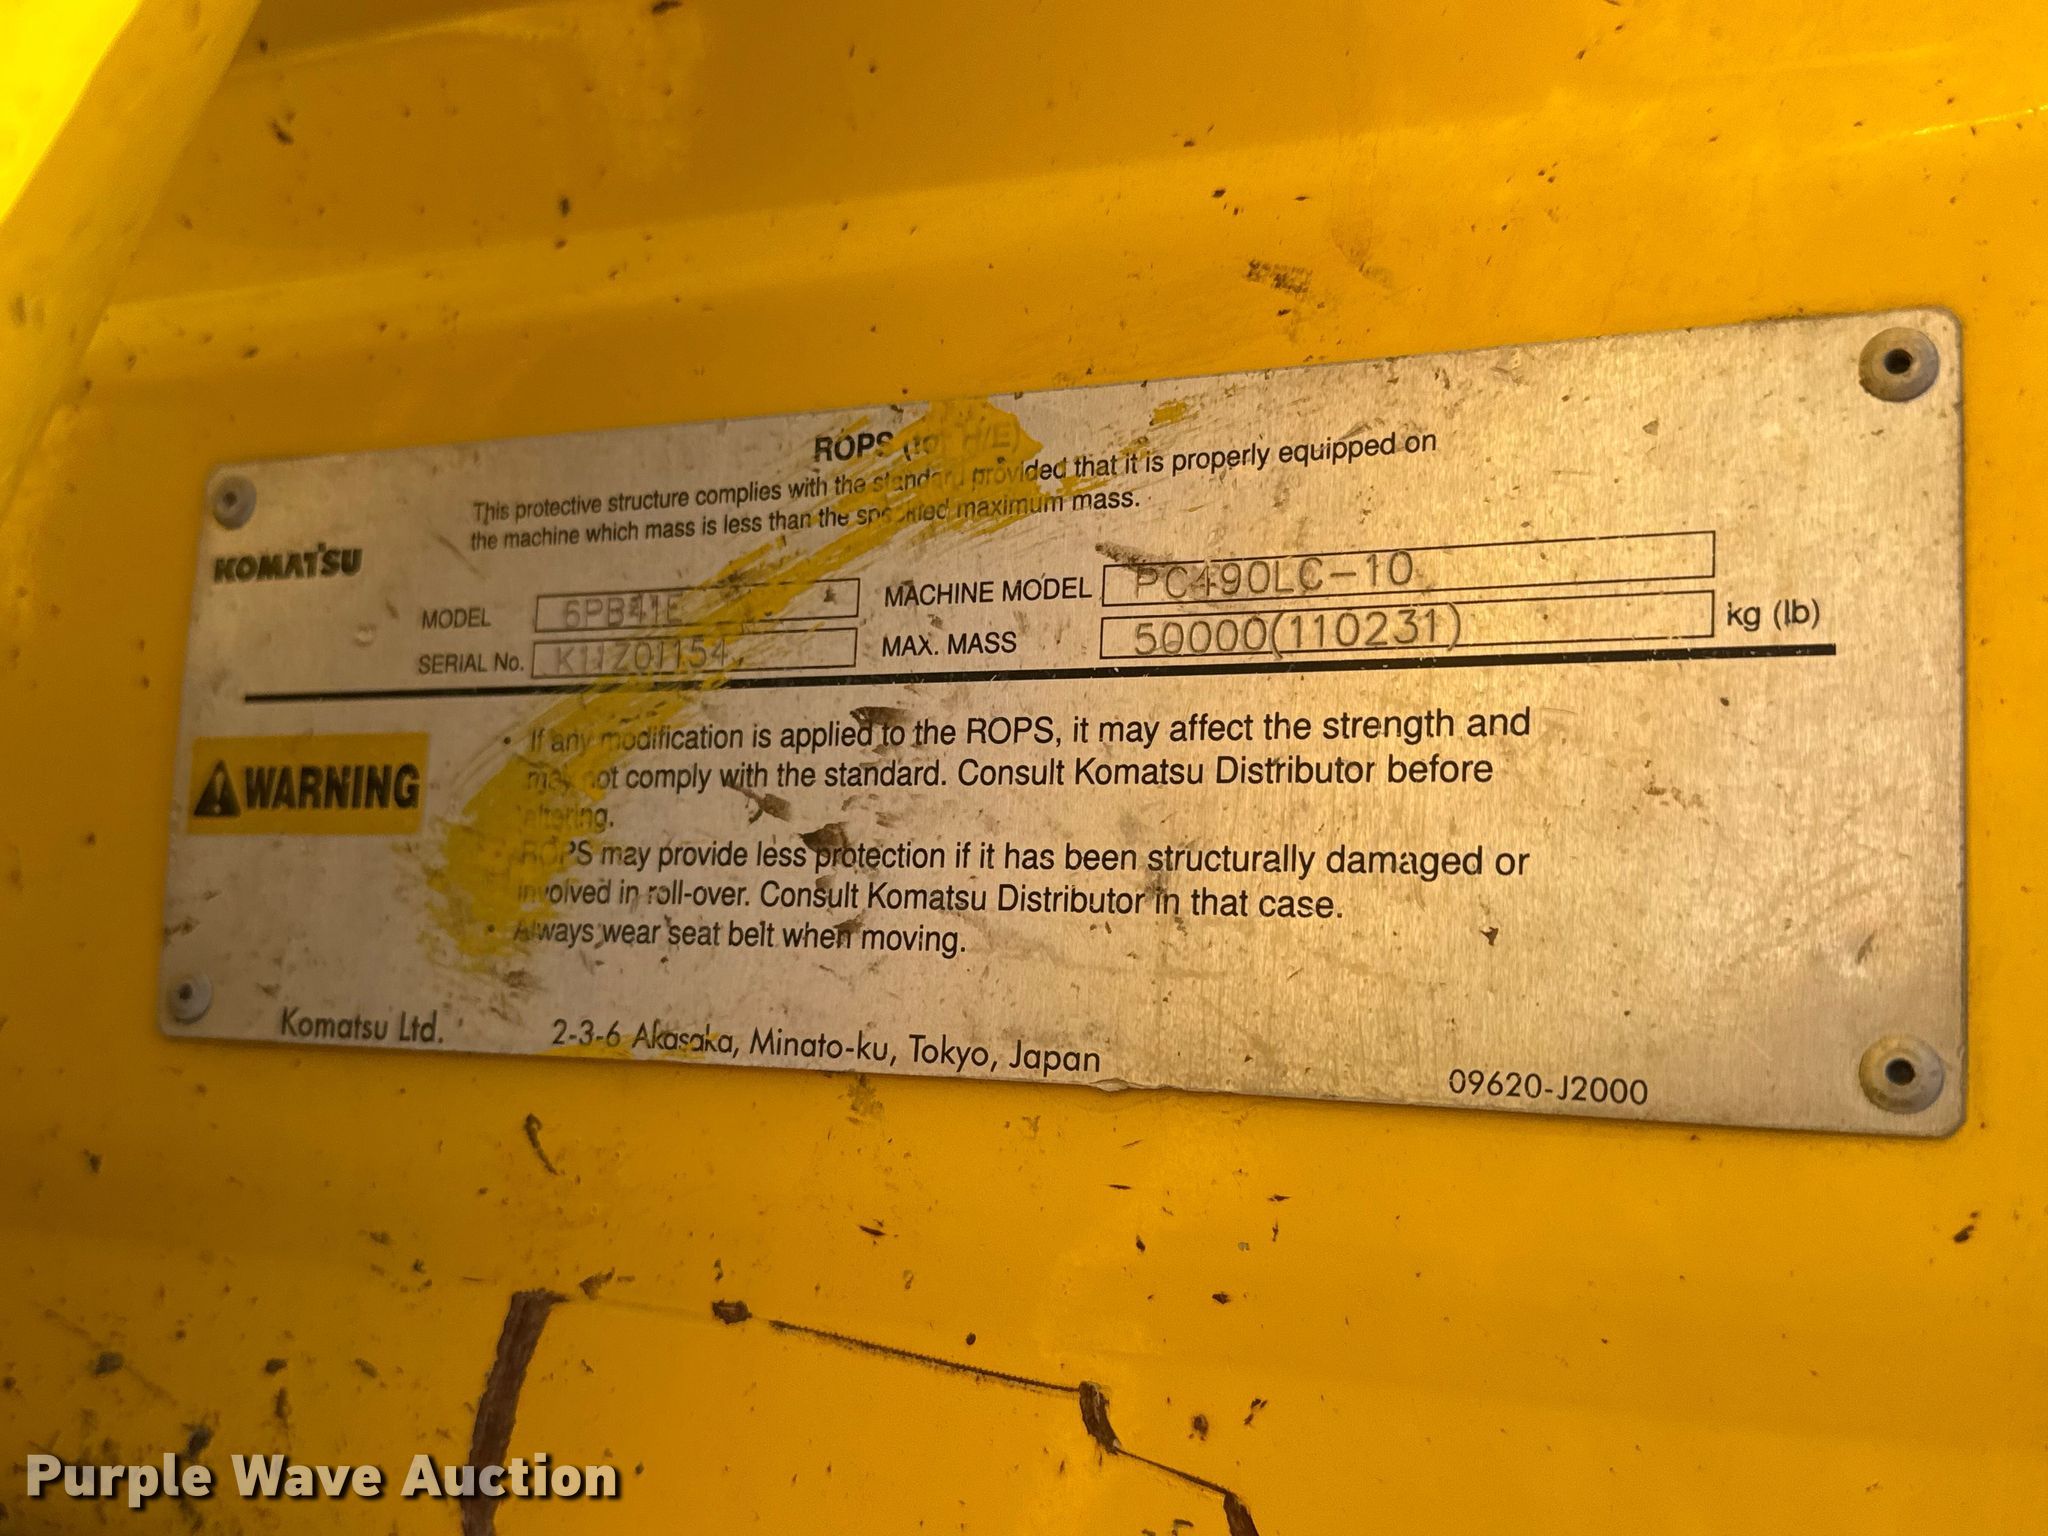 ROPS (for H/E)
This protective structure complies with the standard provided that it is properly equipped on
the machine which mass is less than the specified maximum mass.
KOMATSU
MODEL 6PB41E MACHINE MODEL PC490LC-10
SERIAL No. K11Z01154 MAX. MASS 50000(110231) kg (lb)
WARNING
• If any modification is applied to the ROPS, it may affect the strength and
may not comply with the standard. Consult Komatsu Distributor before
altering.
ROPS may provide less protection if it has been structurally damaged or
involved in roll-over. Consult Komatsu Distributor in that case.
• Always wear seat belt when moving.
Komatsu Ltd. 2-3-6 Akasaka, Minato-ku, Tokyo, Japan
09620-J2000
Purple Wave Auction